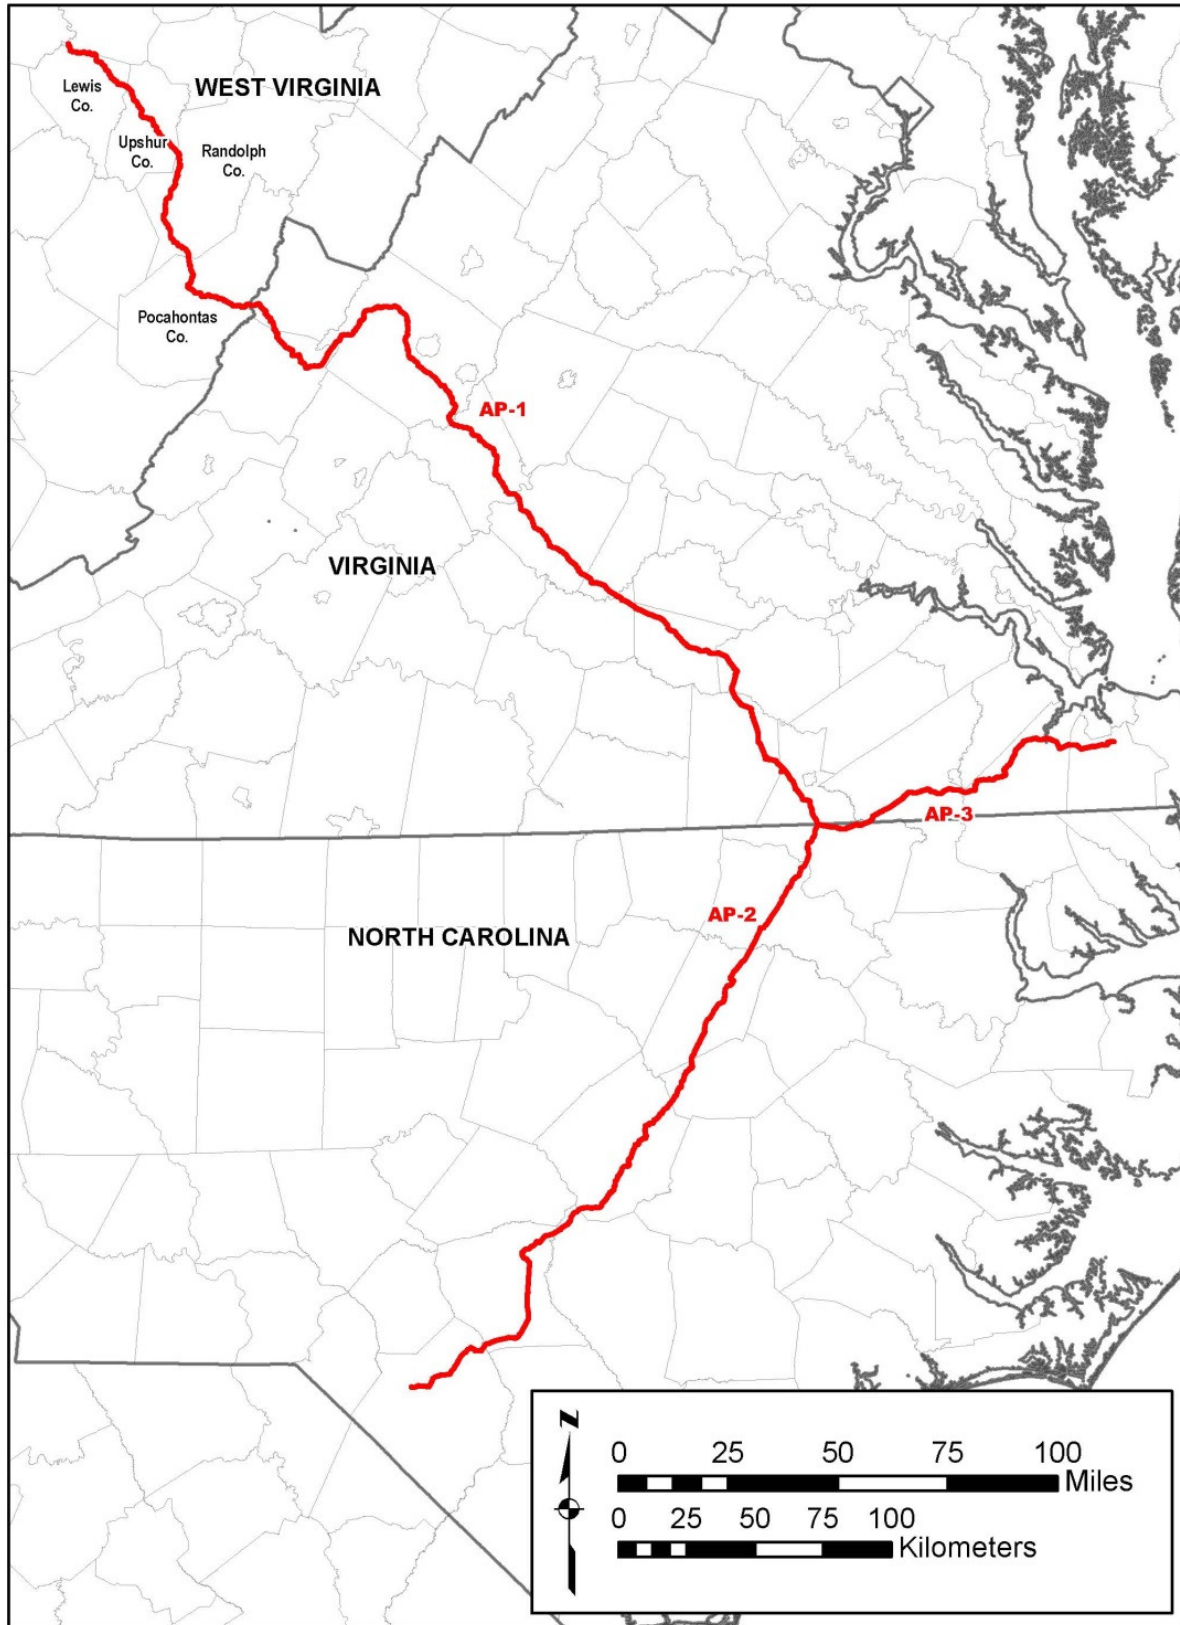 WEST VIRGINIA
Lewis
Co.
Upshur
Co.
Randolph
Co.
Pocahontas
Co.
AP-1
VIRGINIA
AP-3
AP-2
NORTH CAROLINA
N
0 25 50 75 100
Miles
0 25 50 75 100
Kilometers